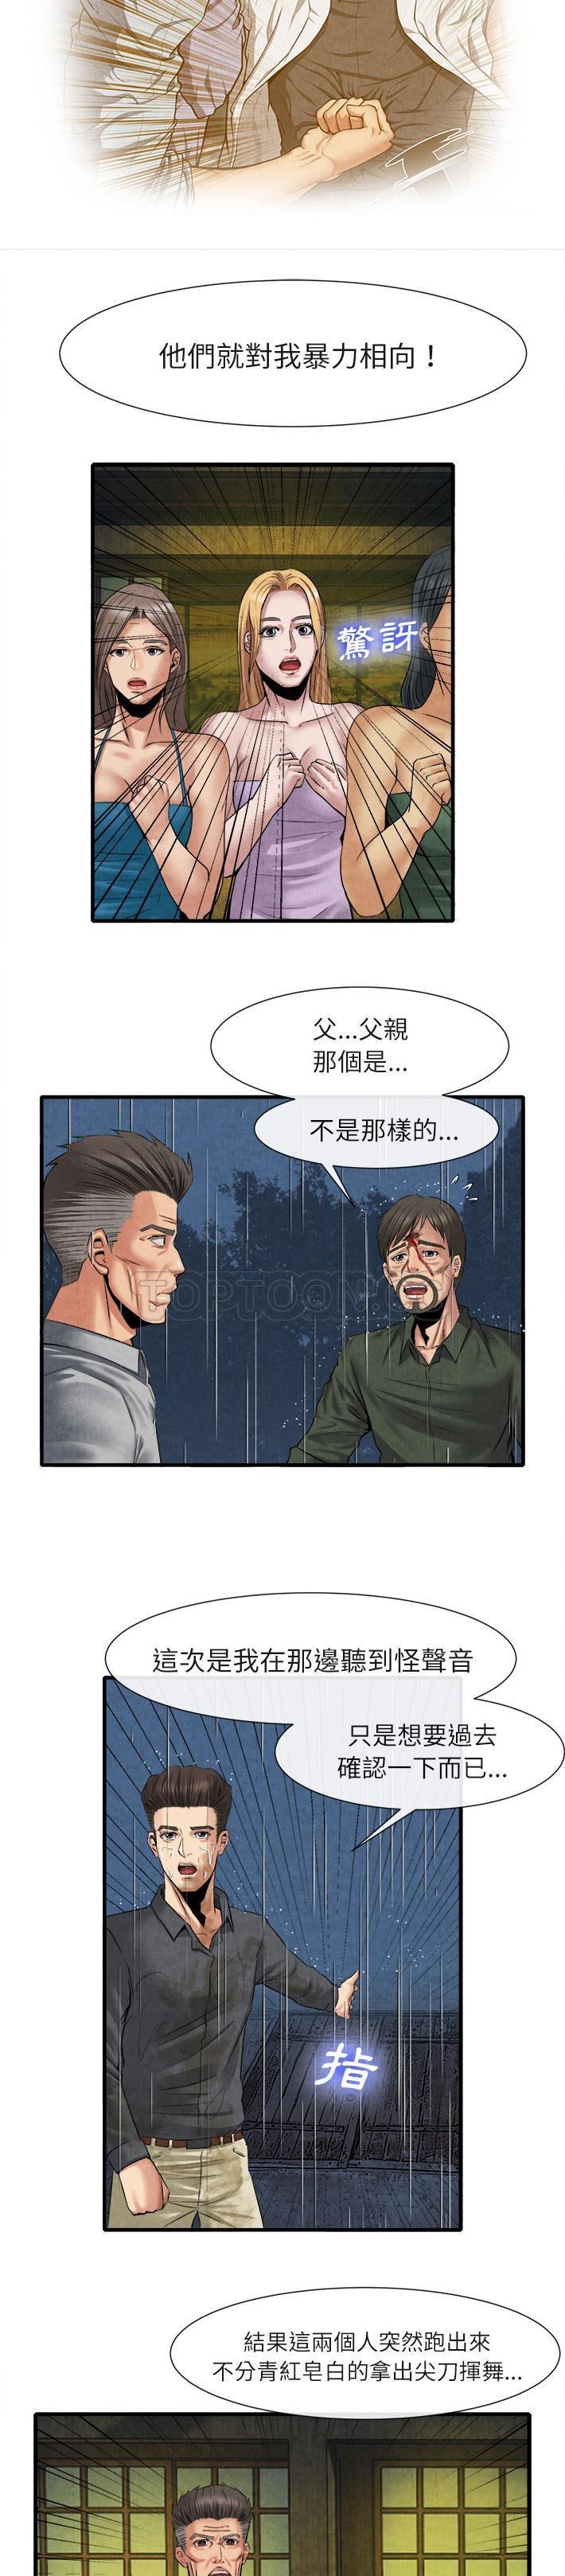 他們就對我暴力相向！
驚訝
父...父親
那個是...
不是那樣的...
這次是我在那邊聽到怪聲音
只是想要過去
確認一下而已...
指
結果這兩個人突然跑出來
不分青紅皂白的拿出尖刀揮舞...